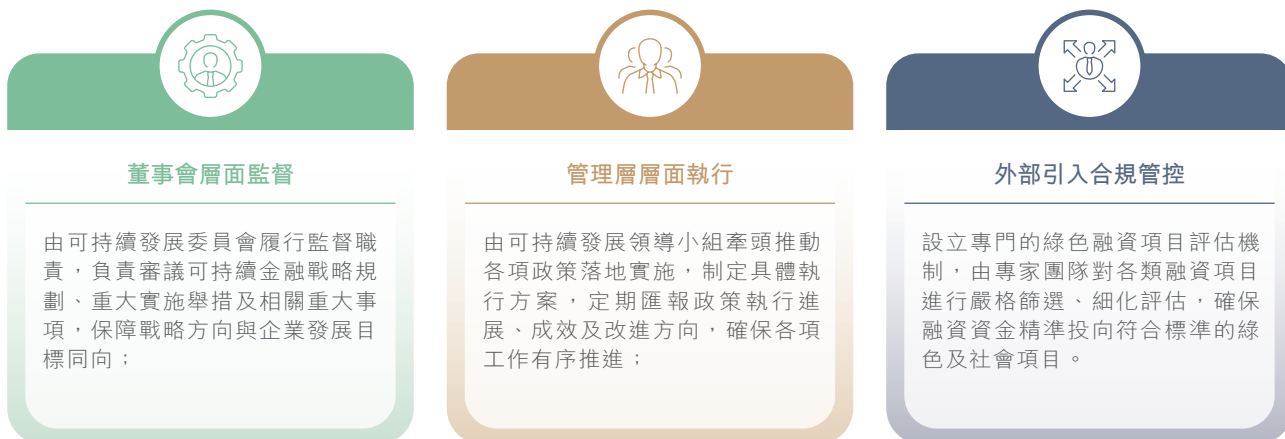 董事會層面監督
由可持續發展委員會履行監督職
責，負責審議可持續金融戰略規
劃、重大實施舉措及相關重大事
項，保障戰略方向與企業發展目
標同向；
管理層層面執行
由可持續發展領導小組牽頭推動
各項政策落地實施，制定具體執
行方案，定期匯報政策執行進
展、成效及改進方向，確保各項
工作有序推進；
外部引入合規管控
設立專門的綠色融資項目評估機
制，由專家團隊對各類融資項目
進行嚴格篩選、細化評估，確保
融資資金精準投向符合標準的綠
色及社會項目。